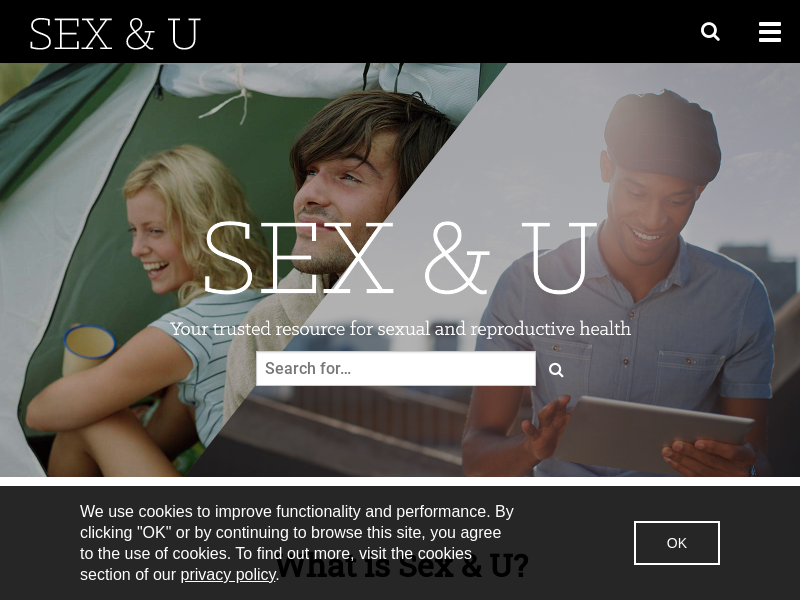 SEX & U
SEX & U
Your trusted resource for sexual and reproductive health
Search for...
We use cookies to improve functionality and performance. By
clicking "OK" or by continuing to browse this site, you agree
to the use of cookies. To find out more, visit the cookies
section of our privacy policy.
OK
What is Sex & U?